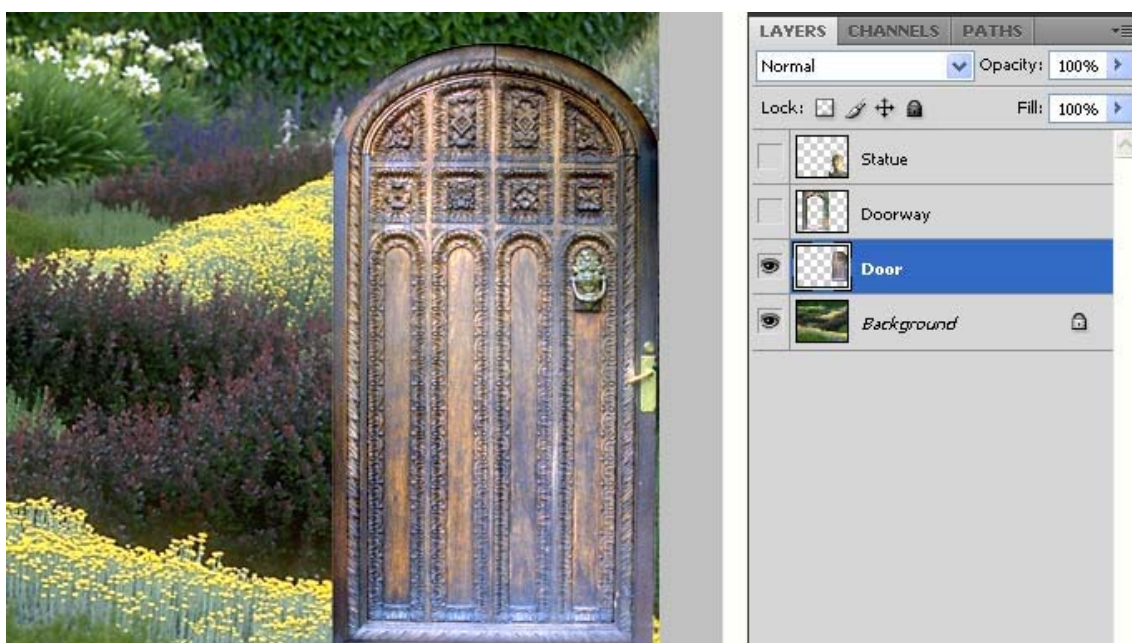 LAYERS CHANNELS PATHS
Normal Opacity: 100%
Lock: Fill: 100%
Statue
Doorway
Door
Background